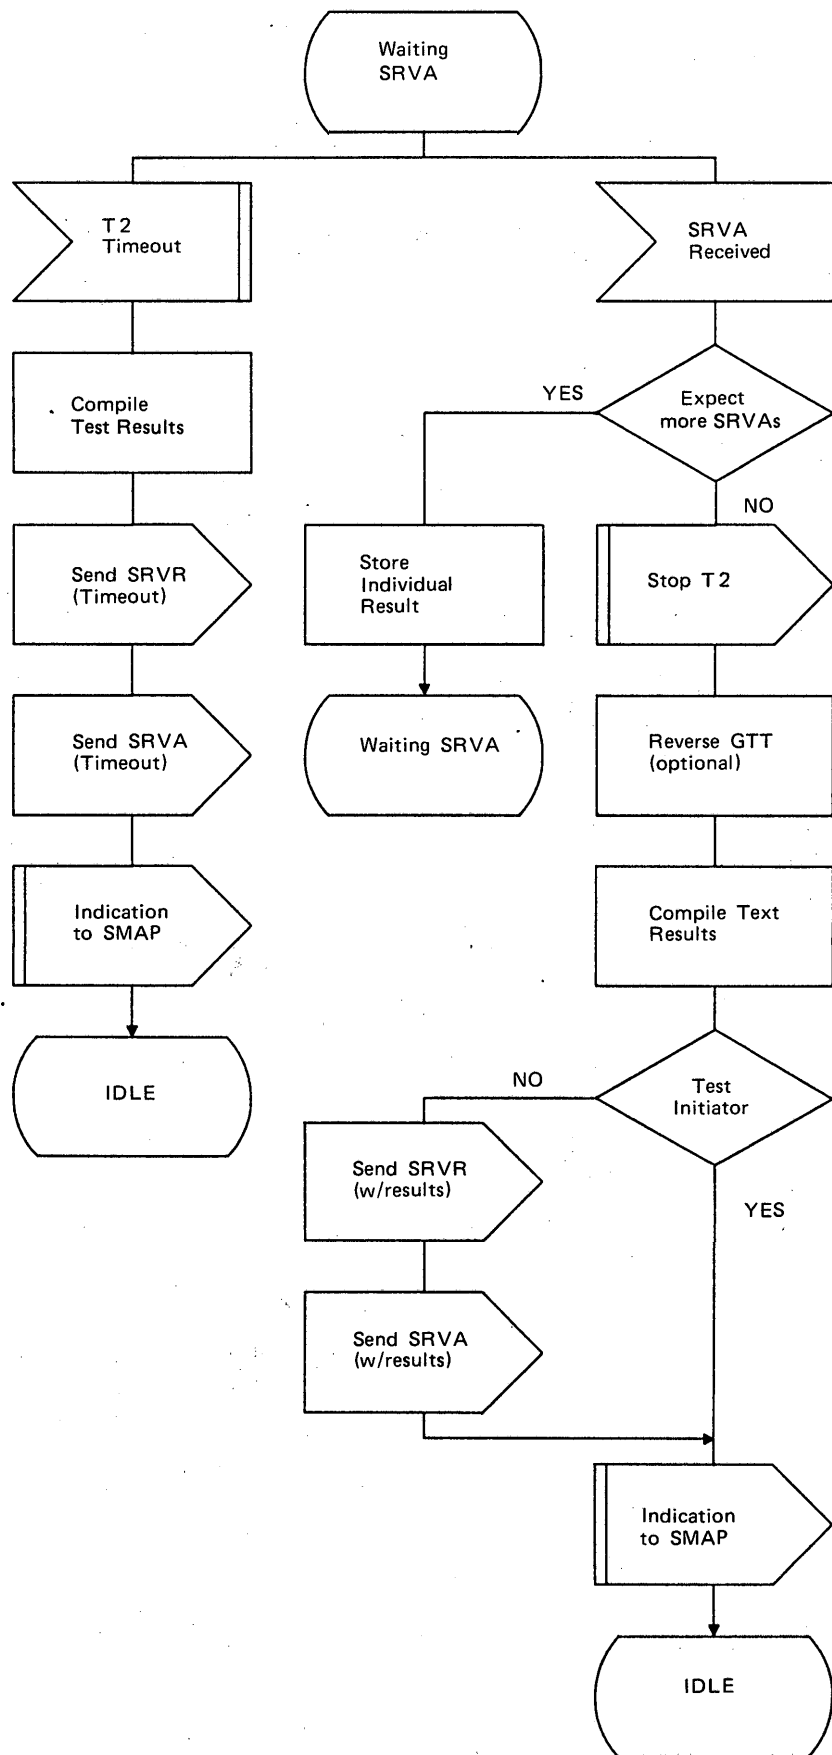 Waiting
SRVA
T2
Timeout
SRVA
Received
Compile
Test Results
YES
Expect
more SRVAs
NO
Send SRVR
(Timeout)
Store
Individual
Result
Stop T2
Send SRVA
(Timeout)
Waiting SRVA
Reverse GTT
(optional)
Indication
to SMAP
Compile Text
Results
IDLE
NO
Test
Initiator
Send SRVR
(w/results)
YES
Send SRVA
(w/results)
Indication
to SMAP
IDLE